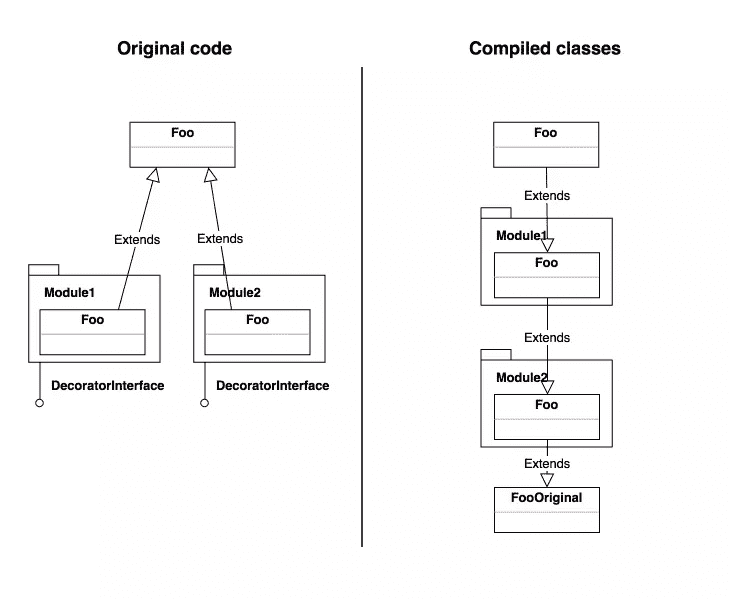 Original code
Foo
Extends
Extends
Module1
Foo
DecoratorInterface
Module2
Foo
DecoratorInterface
Compiled classes
Foo
Extends
Module1
Foo
Extends
Module2
Foo
Extends
FooOriginal